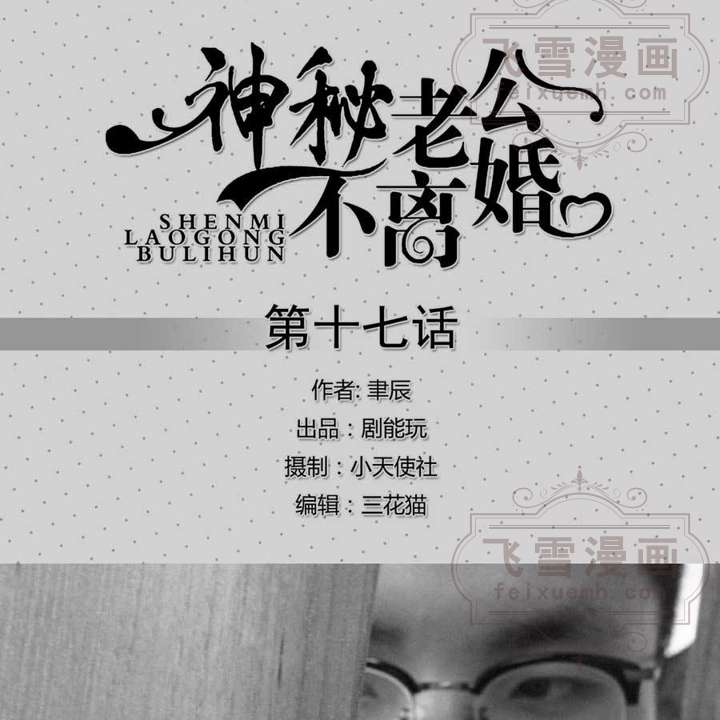 飞雪漫画
feixuemh.com
神秘老公
不离婚
SHENMI
LAOGONG
BULIHUN
第十七话
作者: 聿辰
出品：剧能玩
摄制：小天使社
编辑：三花猫
飞雪漫画
feixuemh.com